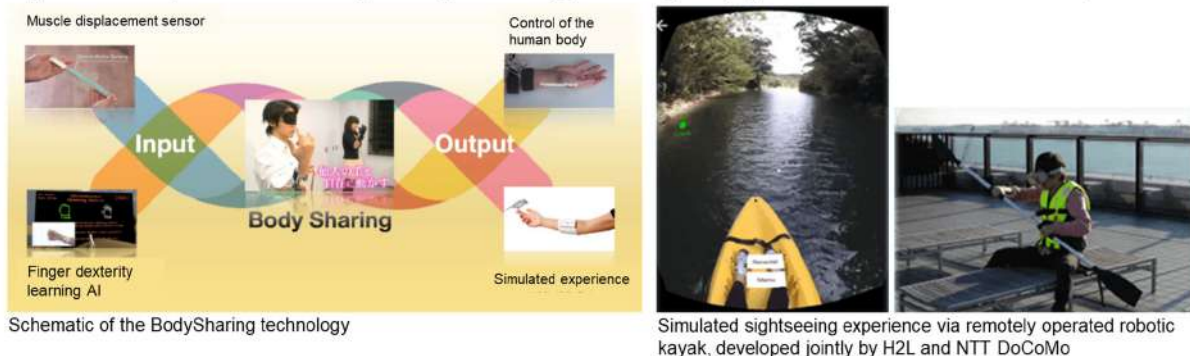 Muscle displacement sensor
Control of the
human body
Input
Output
Body Sharing
Finger dexterity
learning AI
Simulated experience
Schematic of the BodySharing technology
Simulated sightseeing experience via remotely operated robotic
kayak, developed jointly by H2L and NTT DoCoMo